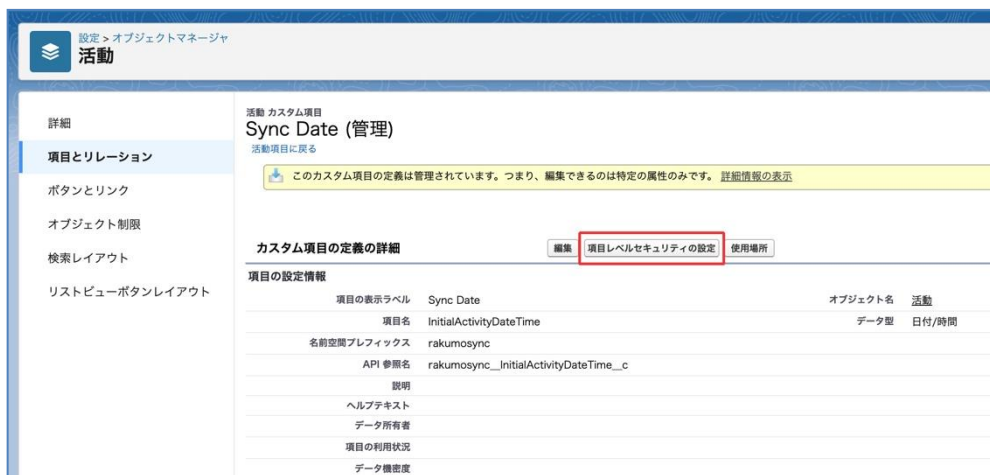 設定 > オブジェクトマネージャ
活動
詳細
項目とリレーション
ボタンとリンク
オブジェクト制限
検索レイアウト
リストビューボタンレイアウト
活動 カスタム項目
Sync Date (管理)
活動項目に戻る
このカスタム項目の定義は管理されています。つまり、編集できるのは特定の属性のみです。 詳細情報の表示
カスタム項目の定義の詳細 編集 項目レベルセキュリティの設定 使用場所
項目の設定情報
項目の表示ラベル Sync Date オブジェクト名 活動
項目名 InitialActivityDateTime データ型 日付/時間
名前空間プレフィックス rakumosync
API 参照名 rakumosync__InitialActivityDateTime__c
説明
ヘルプテキスト
データ所有者
項目の利用状況
データ機密度